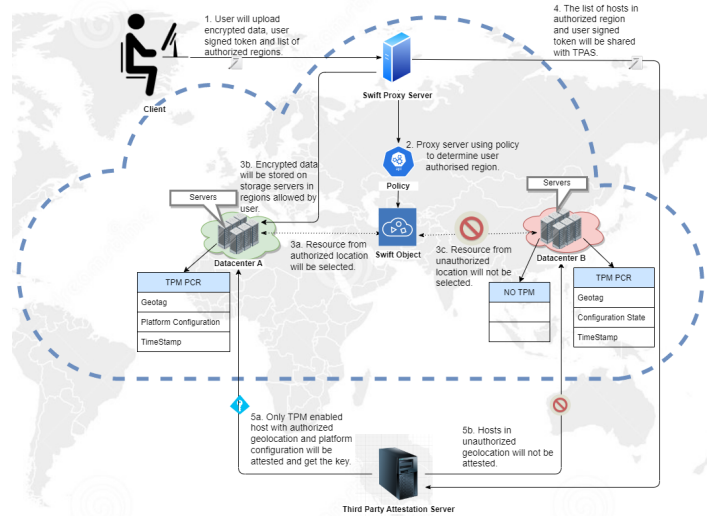 1. User will upload
encrypted data, user
signed token and list of
authorized regions.
4. The list of hosts in
authorized region
and user signed
token will be shared
with TPAS.
Client
Swift Proxy Server
2. Proxy server using policy
to determine user
authorised region.
Policy
3b. Encrypted data
will be stored on
storage servers in
regions allowed by
user.
Servers
Datacenter A
3a. Resource from
authorized location
will be selected.
Swift Object
3c. Resource from
unauthorized
location will not be
selected.
Servers
Datacenter B
TPM PCR
Geotag
Platform Configuration
TimeStamp
NO TPM
TPM PCR
Geotag
Configuration State
TimeStamp
5a. Only TPM enabled
host with authorized
geolocation and platform
configuration will be
attested and get the key.
5b. Hosts in
unauthorized
geolocation will not be
attested.
Third Party Attestation Server